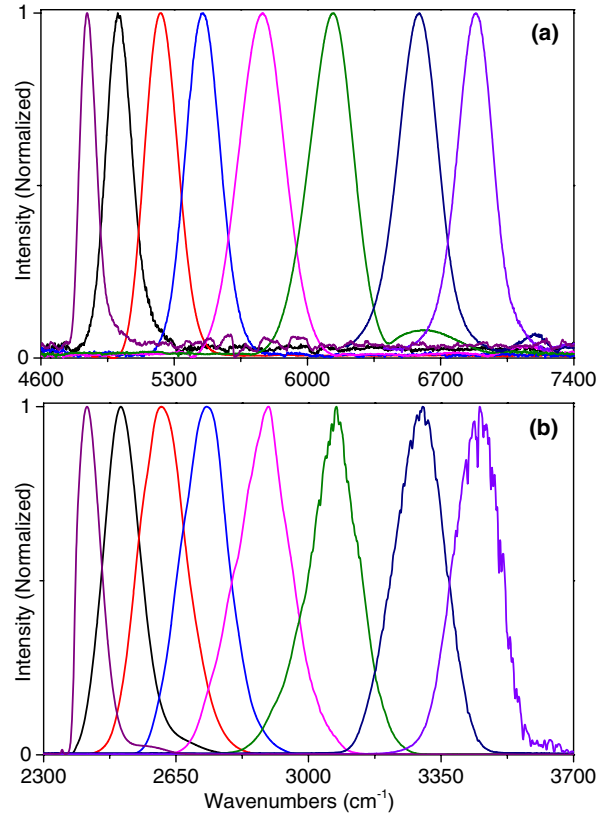 (a)
Intensity (Normalized)
1
0
4600 5300 6000 6700 7400
(b)
Intensity (Normalized)
1
0
2300 2650 3000 3350 3700
Wavenumbers (cm⁻¹)